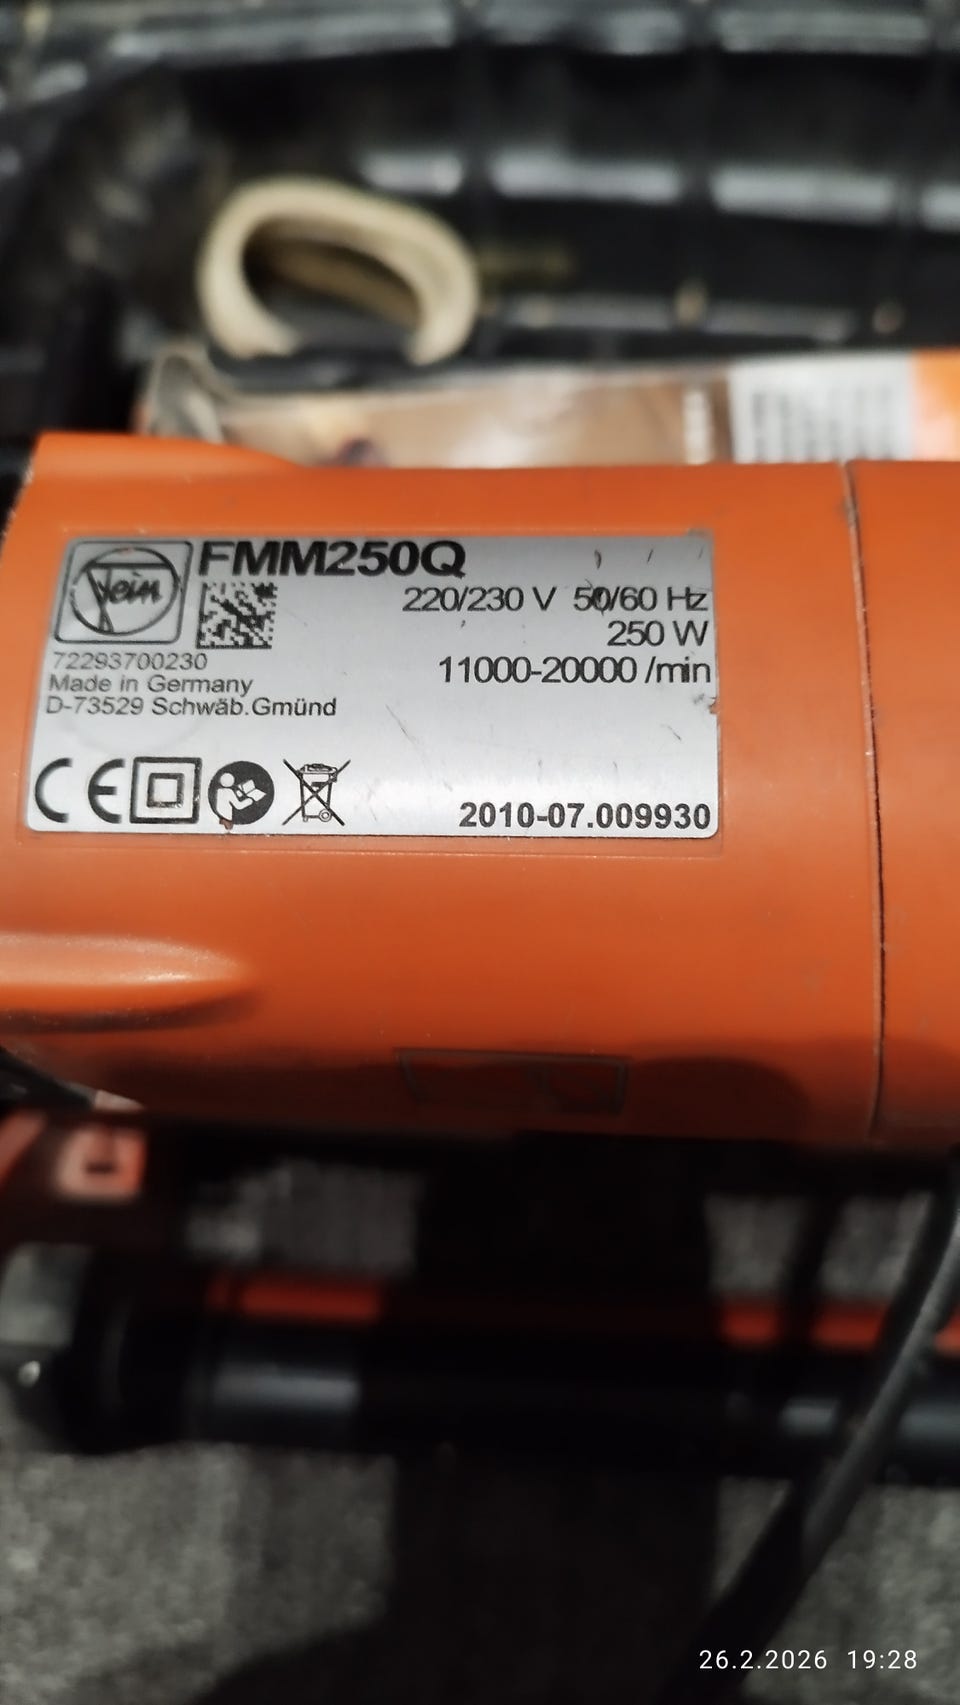 Fein
FMM250Q
220/230 V 50/60 Hz
250 W
11000-20000 /min
72293700230
Made in Germany
D-73529 Schwäb.Gmünd
CE
2010-07.009930
26.2.2026 19:28